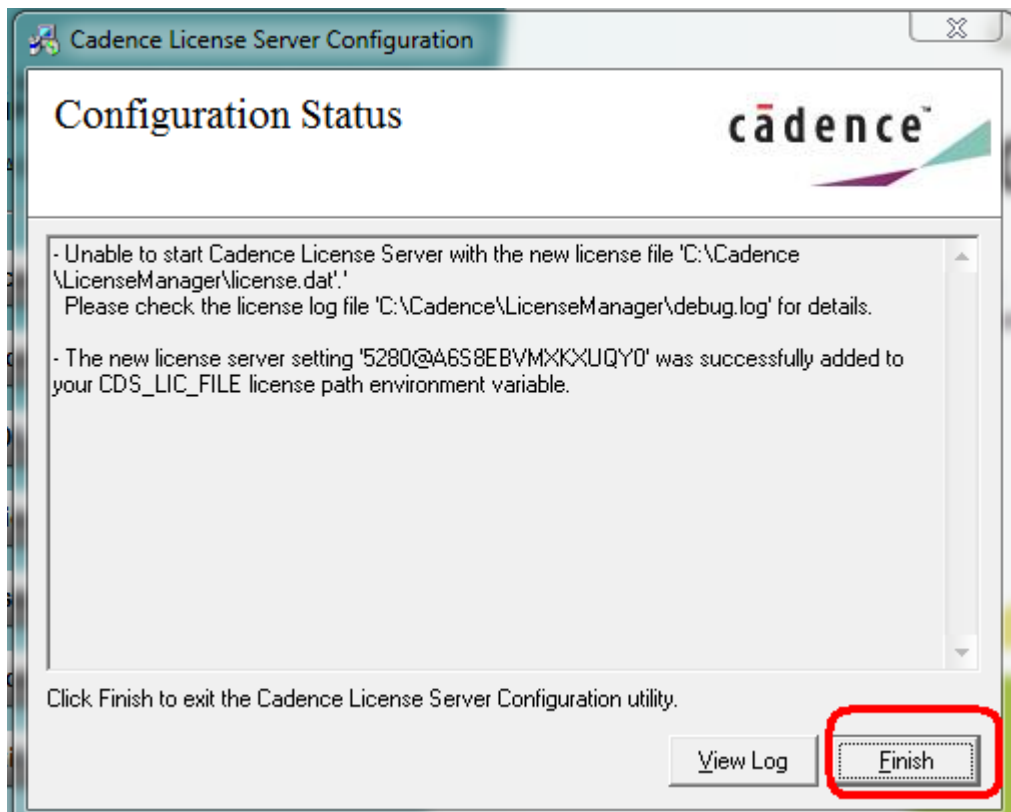 Cadence License Server Configuration
Configuration Status
cādence™
- Unable to start Cadence License Server with the new license file 'C:\Cadence
\LicenseManager\license.dat'.'
Please check the license log file 'C:\Cadence\LicenseManager\debug.log' for details.
- The new license server setting '5280@A6S8EBVMXKXUQY0' was successfully added to
your CDS_LIC_FILE license path environment variable.
Click Finish to exit the Cadence License Server Configuration utility.
View Log
Finish